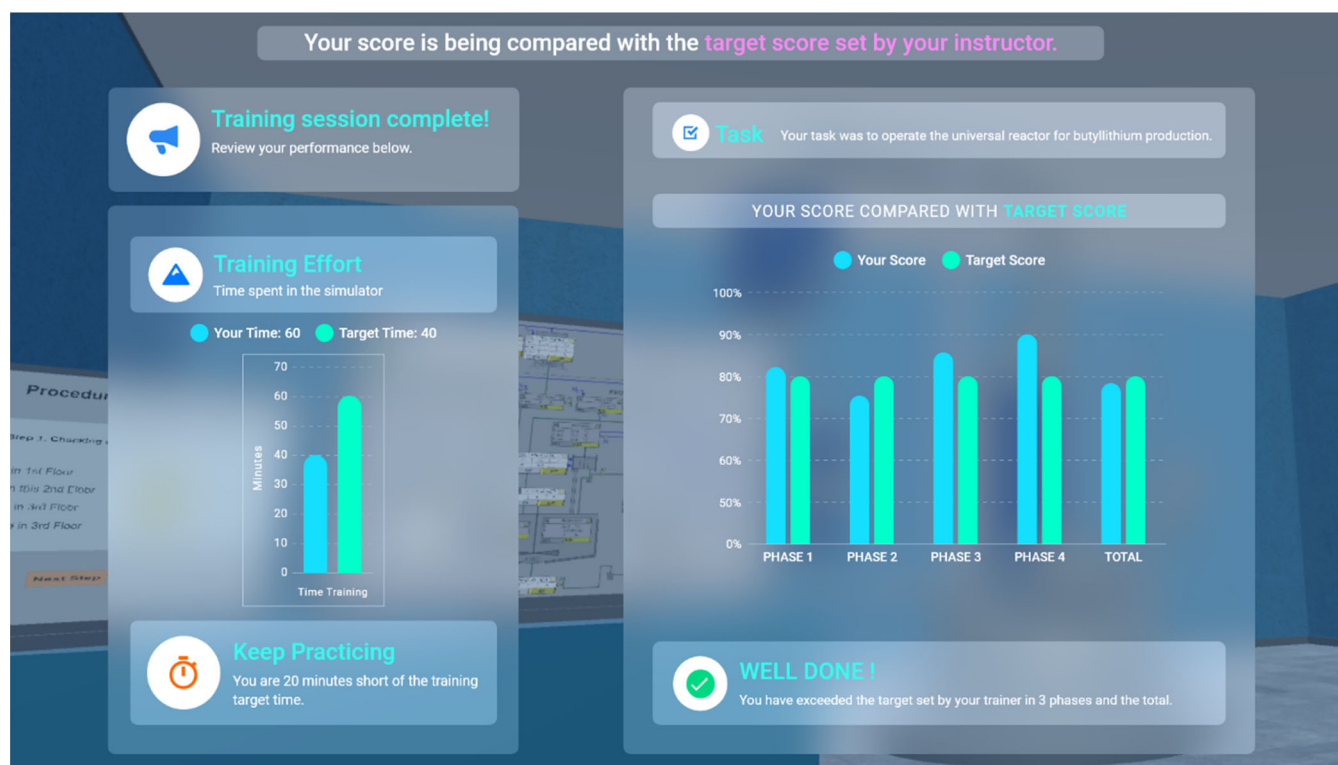 Your score is being compared with the target score set by your instructor.
Training session complete!
Review your performance below.
Training Effort
Time spent in the simulator
Your Time: 60 Target Time: 40
70
60
50
40
30
20
10
0
Minutes
Time Training
Keep Practicing
You are 20 minutes short of the training
target time.
Task Your task was to operate the universal reactor for butyllithium production.
YOUR SCORE COMPARED WITH TARGET SCORE
Your Score Target Score
100%
90%
80%
70%
60%
50%
0%
PHASE 1 PHASE 2 PHASE 3 PHASE 4 TOTAL
WELL DONE !
You have exceeded the target set by your trainer in 3 phases and the total.
Procedur
Step 1. Checking
in 1st Floor
this 2nd Floor
in 3rd Floor
in 3rd Floor
Next Step